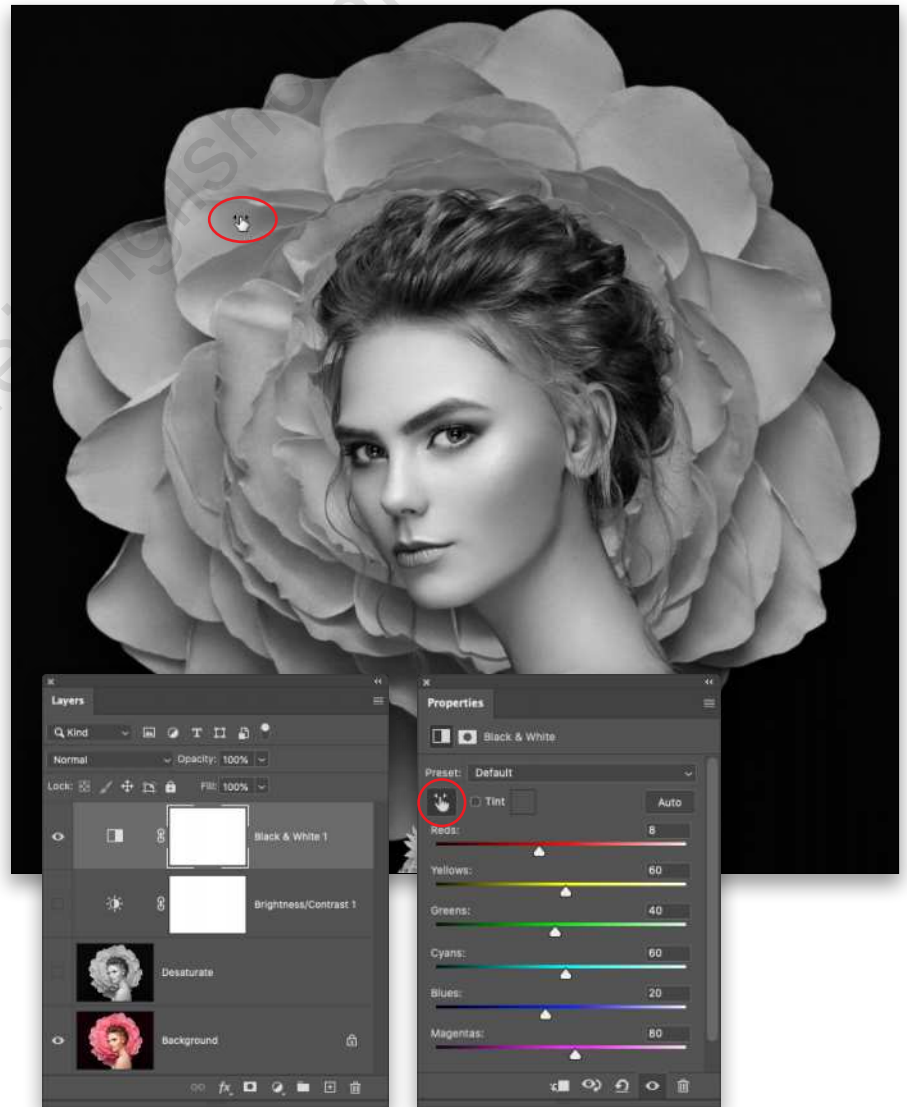 Layers
Kind
Normal
Opacity: 100%
Lock:
Fill: 100%
Black & White 1
Brightness/Contrast 1
Desaturate
Background
fx
Properties
Black & White
Preset: Default
Tint
Auto
Reds: 8
Yellows: 60
Greens: 40
Cyans: 60
Blues: 20
Magentas: 80